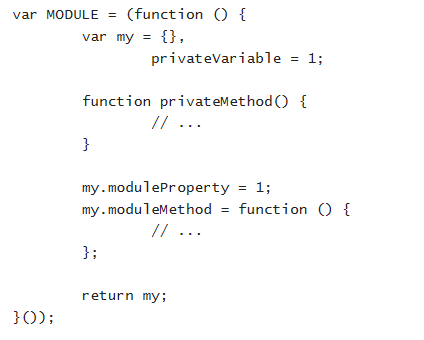 var MODULE = (function () {
        var my = {},
                privateVariable = 1;

        function privateMethod() {
                // ...
        }

        my.moduleProperty = 1;
        my.moduleMethod = function () {
                // ...
        };

        return my;
}());